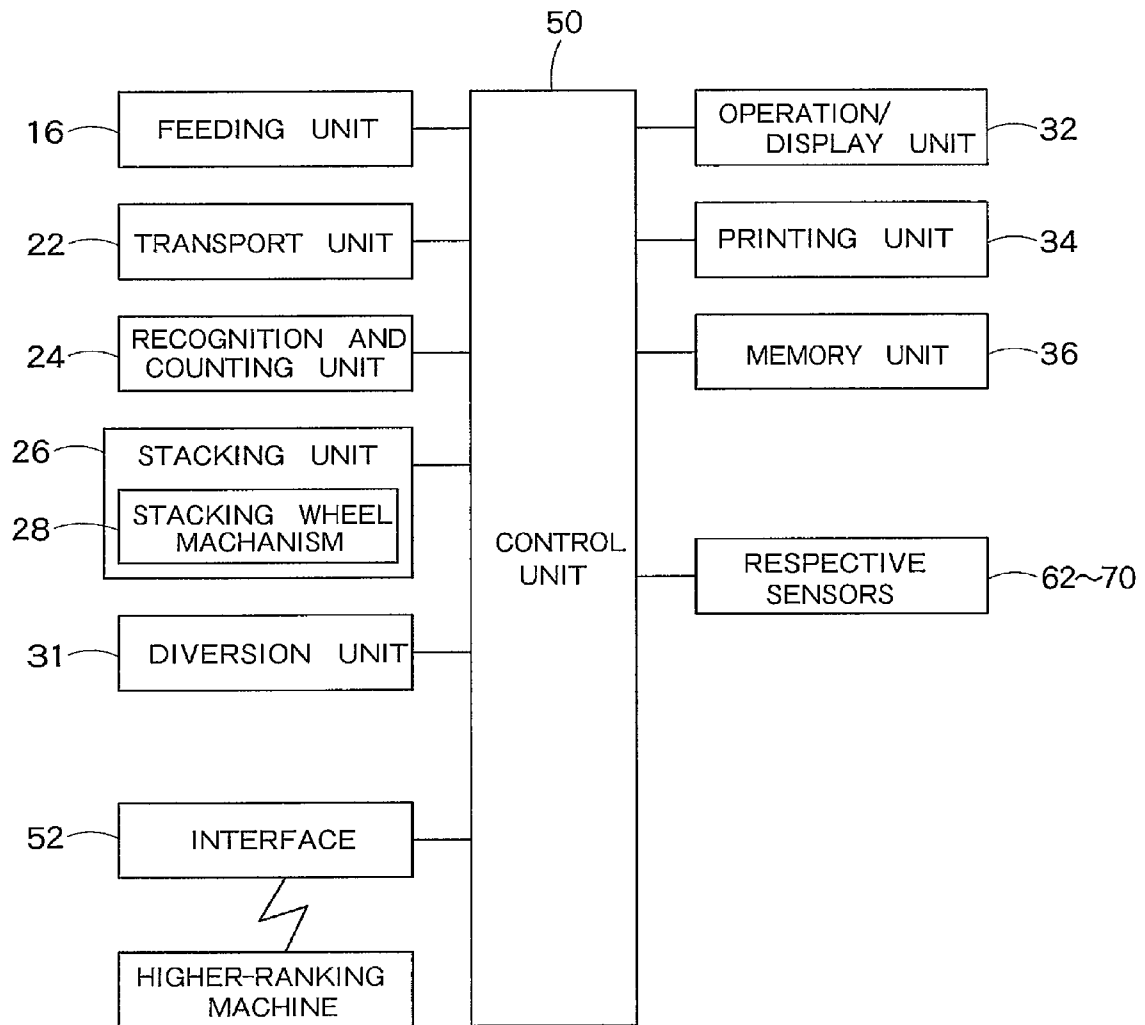 50
16
FEEDING UNIT
22
TRANSPORT UNIT
24
RECOGNITION AND
COUNTING UNIT
26
STACKING UNIT
28
STACKING WHEEL
MACHANISM
31
DIVERSION UNIT
52
INTERFACE
HIGHER-RANKING
MACHINE
CONTROL
UNIT
OPERATION/
DISPLAY UNIT
32
PRINTING UNIT
34
MEMORY UNIT
36
RESPECTIVE
SENSORS
62~70